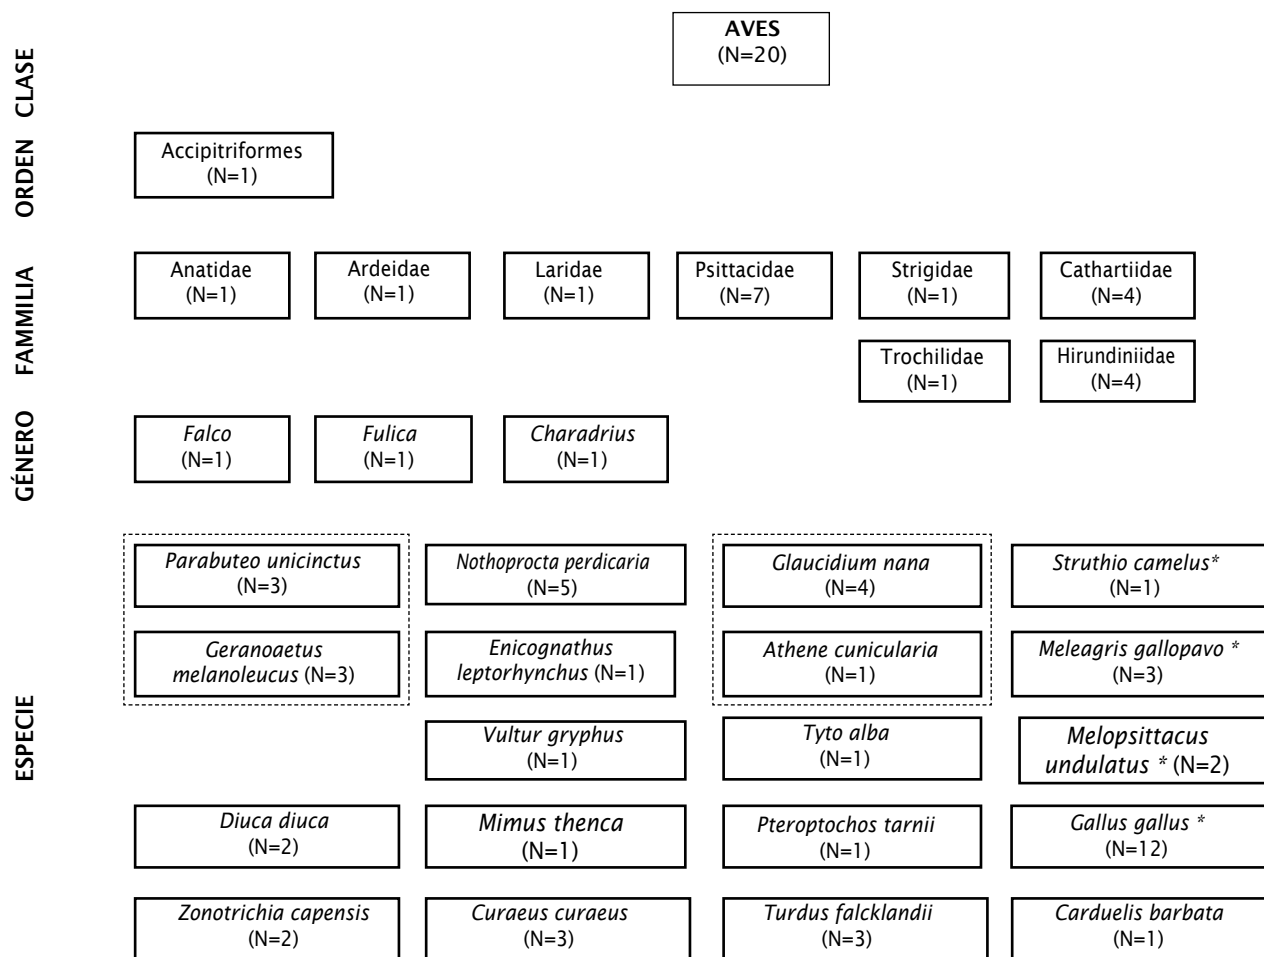 CLASE
AVES
(N=20)
ORDEN
Accipitriformes
(N=1)
FAMMILIA
Anatidae
(N=1)
Ardeidae
(N=1)
Laridae
(N=1)
Psittacidae
(N=7)
Strigidae
(N=1)
Cathartiidae
(N=4)
Trochilidae
(N=1)
Hirundiniidae
(N=4)
GÉNERO
Falco
(N=1)
Fulica
(N=1)
Charadrius
(N=1)
ESPECIE
Parabuteo unicinctus
(N=3)
Nothoprocta perdicaria
(N=5)
Glaucidium nana
(N=4)
Struthio camelus*
(N=1)
Geranoaetus
melanoleucus (N=3)
Enicognathus
leptorhynchus (N=1)
Athene cunicularia
(N=1)
Meleagris gallopavo *
(N=3)
Vultur gryphus
(N=1)
Tyto alba
(N=1)
Melopsittacus
undulatus * (N=2)
Diuca diuca
(N=2)
Mimus thenca
(N=1)
Pteroptochos tarnii
(N=1)
Gallus gallus *
(N=12)
Zonotrichia capensis
(N=2)
Curaeus curaeus
(N=3)
Turdus falcklandii
(N=3)
Carduelis barbata
(N=1)